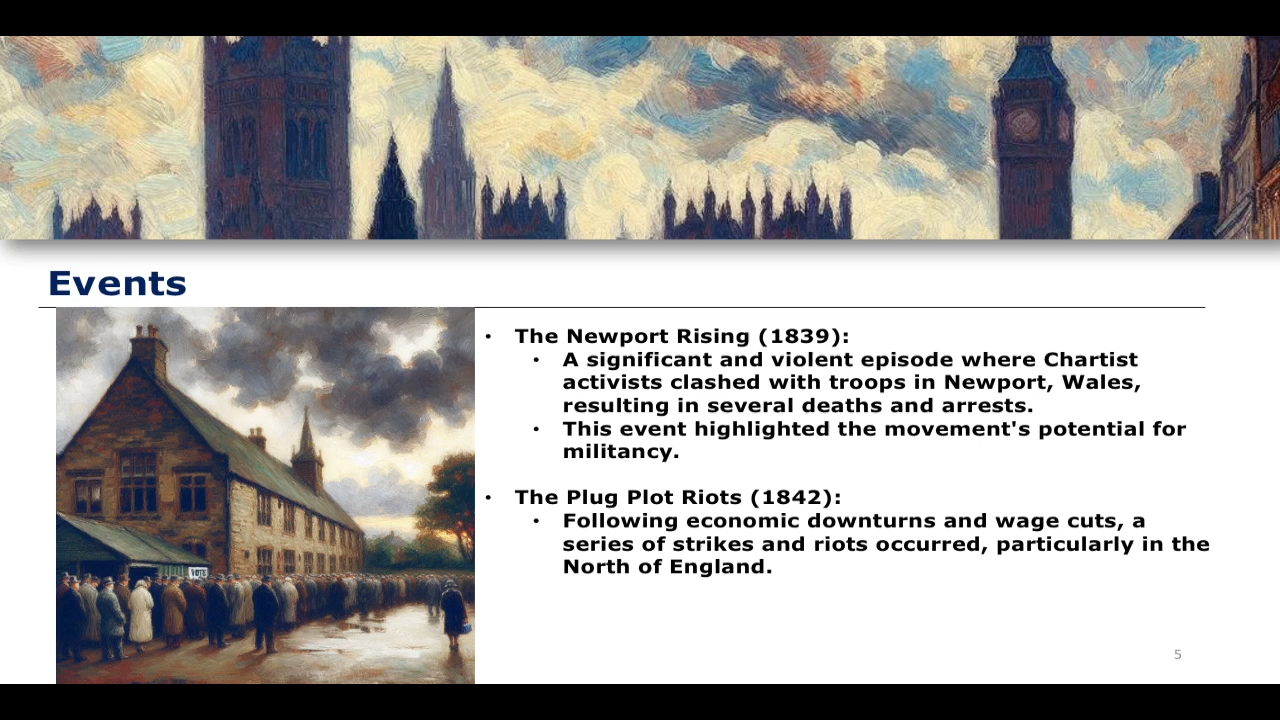 Events
• The Newport Rising (1839):
• A significant and violent episode where Chartist
activists clashed with troops in Newport, Wales,
resulting in several deaths and arrests.
• This event highlighted the movement's potential for
militancy.
• The Plug Plot Riots (1842):
• Following economic downturns and wage cuts, a
series of strikes and riots occurred, particularly in the
North of England.
VOTE
5